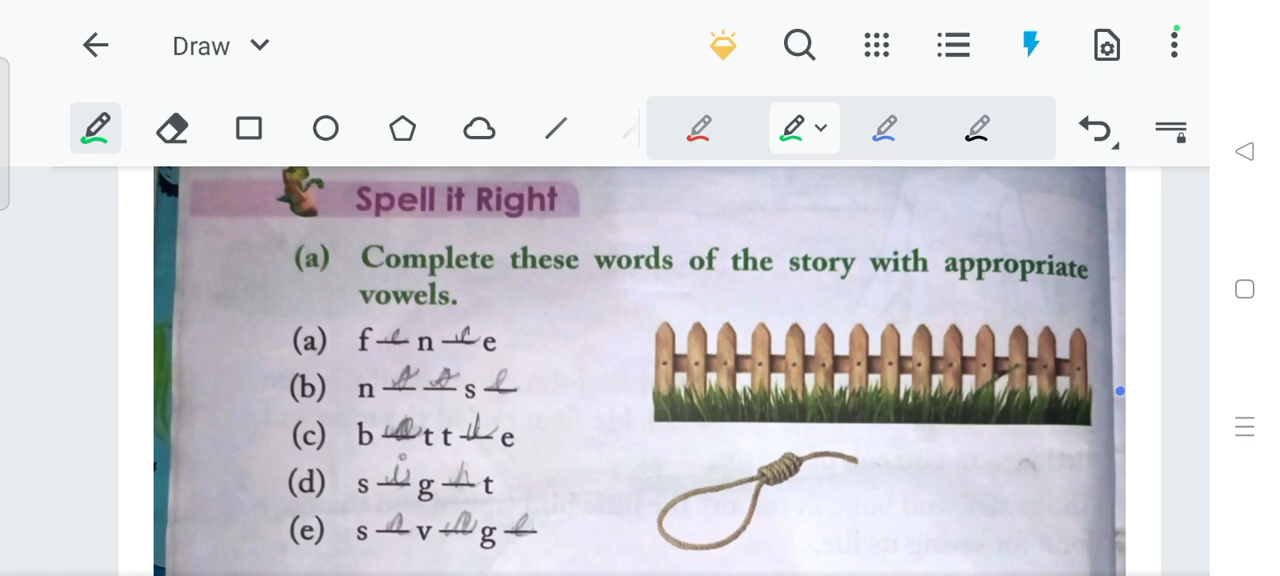 Draw
Spell it Right
(a) Complete these words of the story with appropriate
vowels.
(a) f e n c e
(b) n o o s e
(c) b o t t l e
(d) s i g h t
(e) s a v a g e